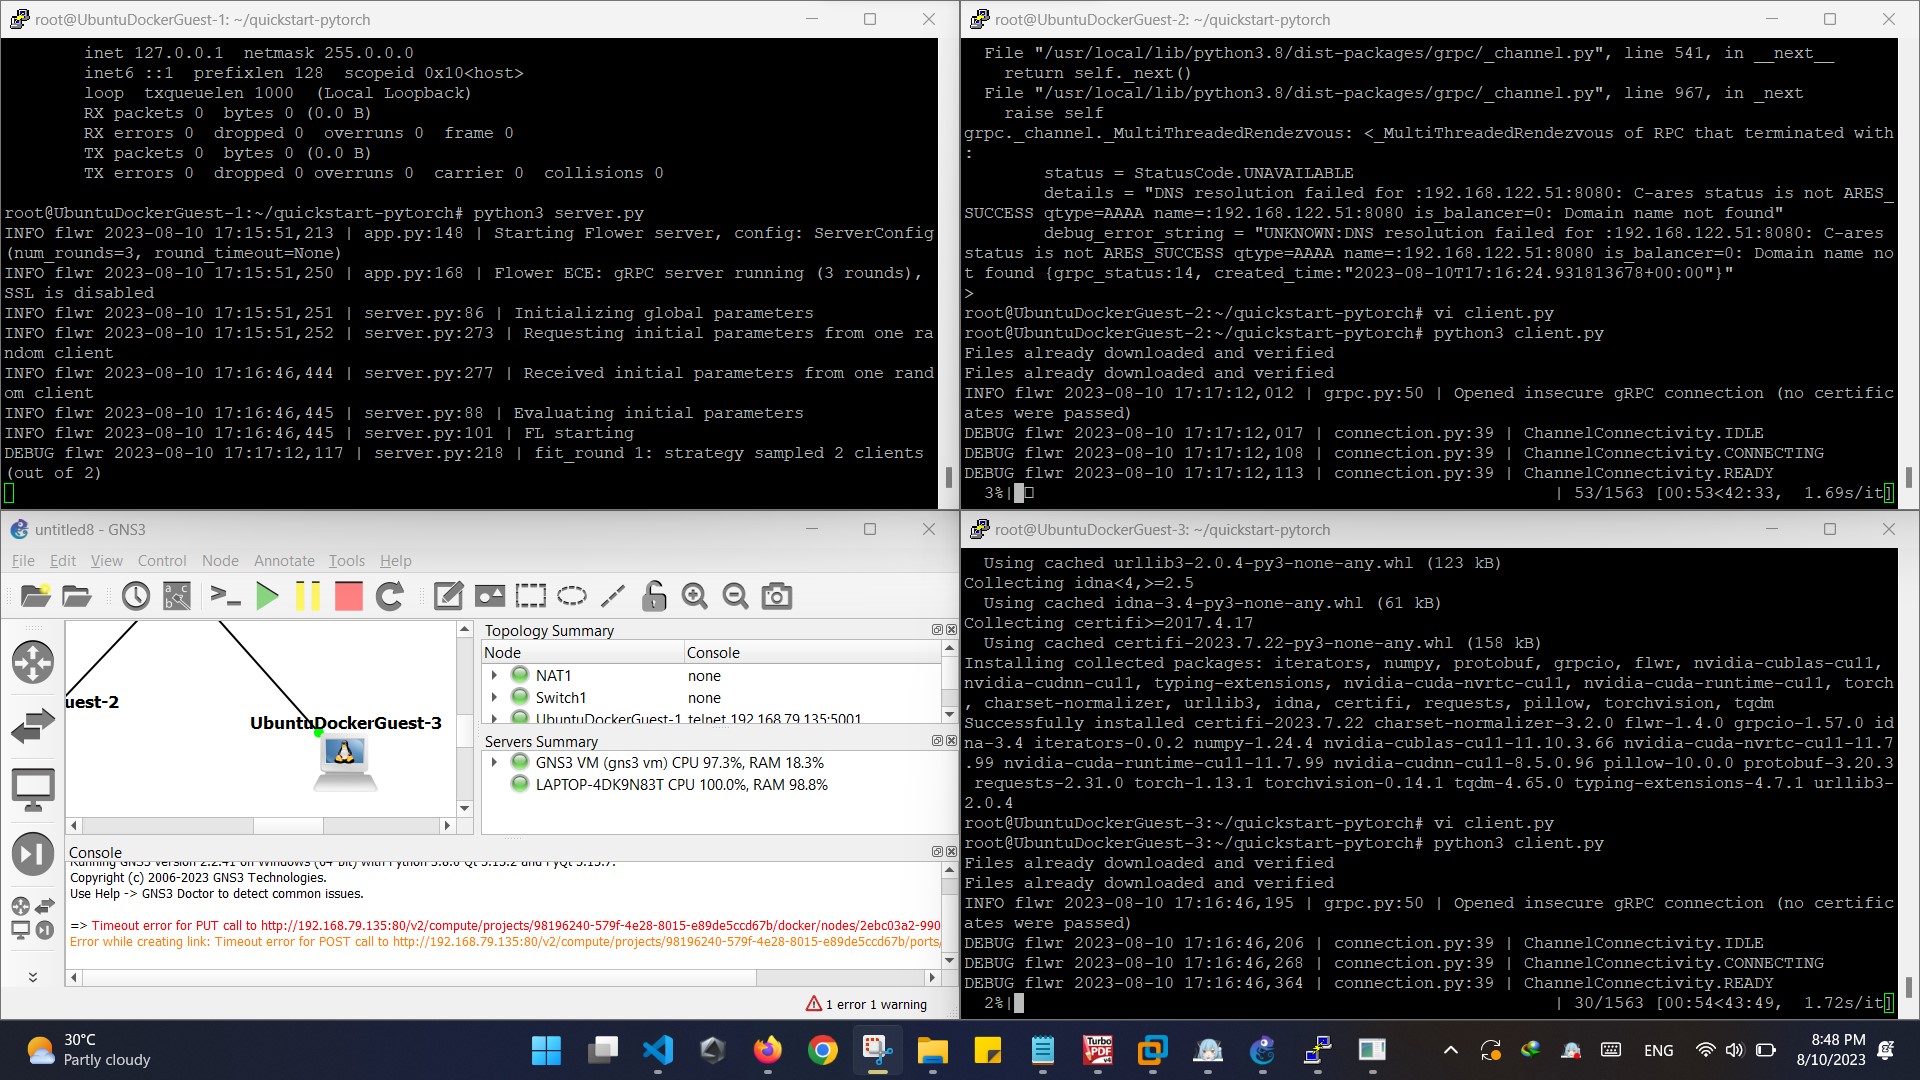 root@UbuntuDockerGuest-1: ~/quickstart-pytorch
inet 127.0.0.1  netmask 255.0.0.0
inet6 ::1  prefixlen 128  scopeid 0x10<host>
loop  txqueuelen 1000  (Local Loopback)
RX packets 0  bytes 0 (0.0 B)
RX errors 0  dropped 0  overruns 0  frame 0
TX packets 0  bytes 0 (0.0 B)
TX errors 0  dropped 0 overruns 0  carrier 0  collisions 0
root@UbuntuDockerGuest-1:~/quickstart-pytorch# python3 server.py
INFO flwr 2023-08-10 17:15:51,213 | app.py:148 | Starting Flower server, config: ServerConfig
(num_rounds=3, round_timeout=None)
INFO flwr 2023-08-10 17:15:51,250 | app.py:168 | Flower ECE: gRPC server running (3 rounds),
SSL is disabled
INFO flwr 2023-08-10 17:15:51,251 | server.py:86 | Initializing global parameters
INFO flwr 2023-08-10 17:15:51,252 | server.py:273 | Requesting initial parameters from one ra
ndom client
INFO flwr 2023-08-10 17:16:46,444 | server.py:277 | Received initial parameters from one rand
om client
INFO flwr 2023-08-10 17:16:46,445 | server.py:88 | Evaluating initial parameters
INFO flwr 2023-08-10 17:16:46,445 | server.py:101 | FL starting
DEBUG flwr 2023-08-10 17:17:12,117 | server.py:218 | fit_round 1: strategy sampled 2 clients
(out of 2)
root@UbuntuDockerGuest-2: ~/quickstart-pytorch
File "/usr/local/lib/python3.8/dist-packages/grpc/_channel.py", line 541, in __next__
return self._next()
File "/usr/local/lib/python3.8/dist-packages/grpc/_channel.py", line 967, in _next
raise self
grpc._channel._MultiThreadedRendezvous: <_MultiThreadedRendezvous of RPC that terminated with
:
status = StatusCode.UNAVAILABLE
details = "DNS resolution failed for :192.168.122.51:8080: C-ares status is not ARES_
SUCCESS qtype=AAAA name=:192.168.122.51:8080 is_balancer=0: Domain name not found"
debug_error_string = "UNKNOWN:DNS resolution failed for :192.168.122.51:8080: C-ares
status is not ARES_SUCCESS qtype=AAAA name=:192.168.122.51:8080 is_balancer=0: Domain name no
t found {grpc_status:14, created_time:"2023-08-10T17:16:24.931813678+00:00"}"
>
root@UbuntuDockerGuest-2:~/quickstart-pytorch# vi client.py
root@UbuntuDockerGuest-2:~/quickstart-pytorch# python3 client.py
Files already downloaded and verified
Files already downloaded and verified
INFO flwr 2023-08-10 17:17:12,012 | grpc.py:50 | Opened insecure gRPC connection (no certific
ates were passed)
DEBUG flwr 2023-08-10 17:17:12,017 | connection.py:39 | ChannelConnectivity.IDLE
DEBUG flwr 2023-08-10 17:17:12,108 | connection.py:39 | ChannelConnectivity.CONNECTING
DEBUG flwr 2023-08-10 17:17:12,113 | connection.py:39 | ChannelConnectivity.READY
3%| | 53/1563 [00:53<42:33,  1.69s/it]
untitled8 - GNS3
File Edit View Control Node Annotate Tools Help
uest-2
UbuntuDockerGuest-3
Topology Summary
Node Console
NAT1 none
Switch1 none
UbuntuDockerGuest-1 telnet 192.168.79.135:5001
Servers Summary
GNS3 VM (gns3 vm) CPU 97.3%, RAM 18.3%
LAPTOP-4DK9N83T CPU 100.0%, RAM 98.8%
Console
Running GNS3 version 2.2.41 on Windows (64-bit) with Python 3.8.0 Qt 5.15.2 and PyQt 5.15.7.
Copyright (c) 2006-2023 GNS3 Technologies.
Use Help -> GNS3 Doctor to detect common issues.
=> Timeout error for PUT call to http://192.168.79.135:80/v2/compute/projects/98196240-579f-4e28-8015-e89de5ccd67b/docker/nodes/2ebc03a2-990
Error while creating link: Timeout error for POST call to http://192.168.79.135:80/v2/compute/projects/98196240-579f-4e28-8015-e89de5ccd67b/ports/
1 error 1 warning
root@UbuntuDockerGuest-3: ~/quickstart-pytorch
Using cached urllib3-2.0.4-py3-none-any.whl (123 kB)
Collecting idna<4,>=2.5
Using cached idna-3.4-py3-none-any.whl (61 kB)
Collecting certifi>=2017.4.17
Using cached certifi-2023.7.22-py3-none-any.whl (158 kB)
Installing collected packages: iterators, numpy, protobuf, grpcio, flwr, nvidia-cublas-cu11,
nvidia-cudnn-cu11, typing-extensions, nvidia-cuda-nvrtc-cu11, nvidia-cuda-runtime-cu11, torch
, charset-normalizer, urllib3, idna, certifi, requests, pillow, torchvision, tqdm
Successfully installed certifi-2023.7.22 charset-normalizer-3.2.0 flwr-1.4.0 grpcio-1.57.0 id
na-3.4 iterators-0.0.2 numpy-1.24.4 nvidia-cublas-cu11-11.10.3.66 nvidia-cuda-nvrtc-cu11-11.7
.99 nvidia-cuda-runtime-cu11-11.7.99 nvidia-cudnn-cu11-8.5.0.96 pillow-10.0.0 protobuf-3.20.3
requests-2.31.0 torch-1.13.1 torchvision-0.14.1 tqdm-4.65.0 typing-extensions-4.7.1 urllib3-
2.0.4
root@UbuntuDockerGuest-3:~/quickstart-pytorch# vi client.py
root@UbuntuDockerGuest-3:~/quickstart-pytorch# python3 client.py
Files already downloaded and verified
Files already downloaded and verified
INFO flwr 2023-08-10 17:16:46,195 | grpc.py:50 | Opened insecure gRPC connection (no certific
ates were passed)
DEBUG flwr 2023-08-10 17:16:46,206 | connection.py:39 | ChannelConnectivity.IDLE
DEBUG flwr 2023-08-10 17:16:46,268 | connection.py:39 | ChannelConnectivity.CONNECTING
DEBUG flwr 2023-08-10 17:16:46,364 | connection.py:39 | ChannelConnectivity.READY
2%| | 30/1563 [00:54<43:49,  1.72s/it]
30°C
Partly cloudy
Turbo
PDF
ENG
8:48 PM
8/10/2023